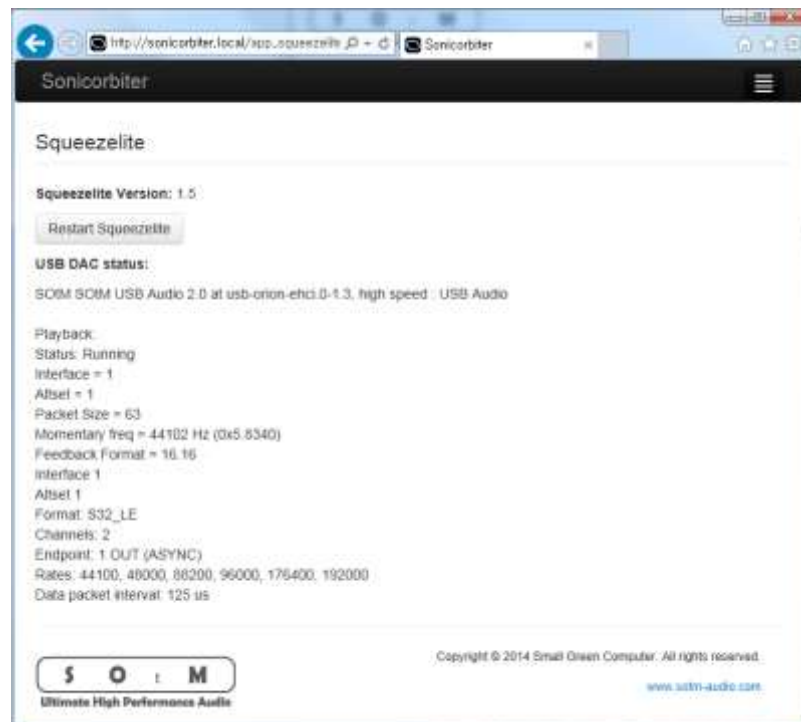 http://sonicorbiter.local/app_squeezelite
Sonicorbiter
Sonicorbiter
Squeezelite
Squeezelite Version: 1.5
Restart Squeezelite
USB DAC status:
SOtM SOtM USB Audio 2.0 at usb-orion-ehci.0-1.3, high speed : USB Audio
Playback:
Status: Running
Interface = 1
Altset = 1
Packet Size = 63
Momentary freq = 44102 Hz (0x5.8340)
Feedback Format = 16.16
Interface 1
Altset 1
Format: S32_LE
Channels: 2
Endpoint: 1 OUT (ASYNC)
Rates: 44100, 48000, 88200, 96000, 176400, 192000
Data packet interval: 125 us
Copyright © 2014 Small Green Computer. All rights reserved.
SOtM
www.sotm-audio.com
Ultimate High Performance Audio